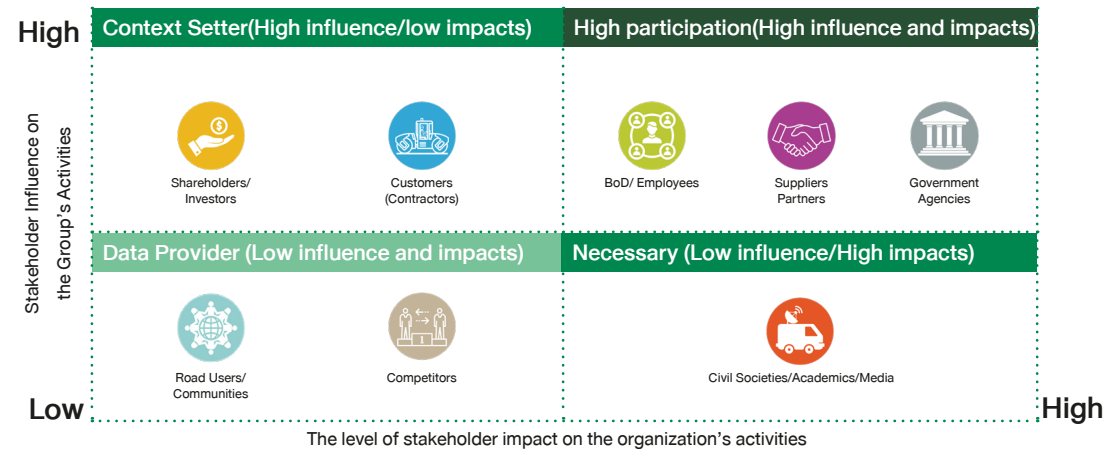 High
Context Setter(High influence/low impacts)
High participation(High influence and impacts)
Stakeholder Influence on
the Group's Activities
$
Shareholders/
Investors
Customers
(Contractors)
BoD/ Employees
Suppliers
Partners
Government
Agencies
Data Provider (Low influence and impacts)
Necessary (Low influence/High impacts)
1
Road Users/
Communities
Competitors
Civil Societies/Academics/Media
Low
High
The level of stakeholder impact on the organization's activities